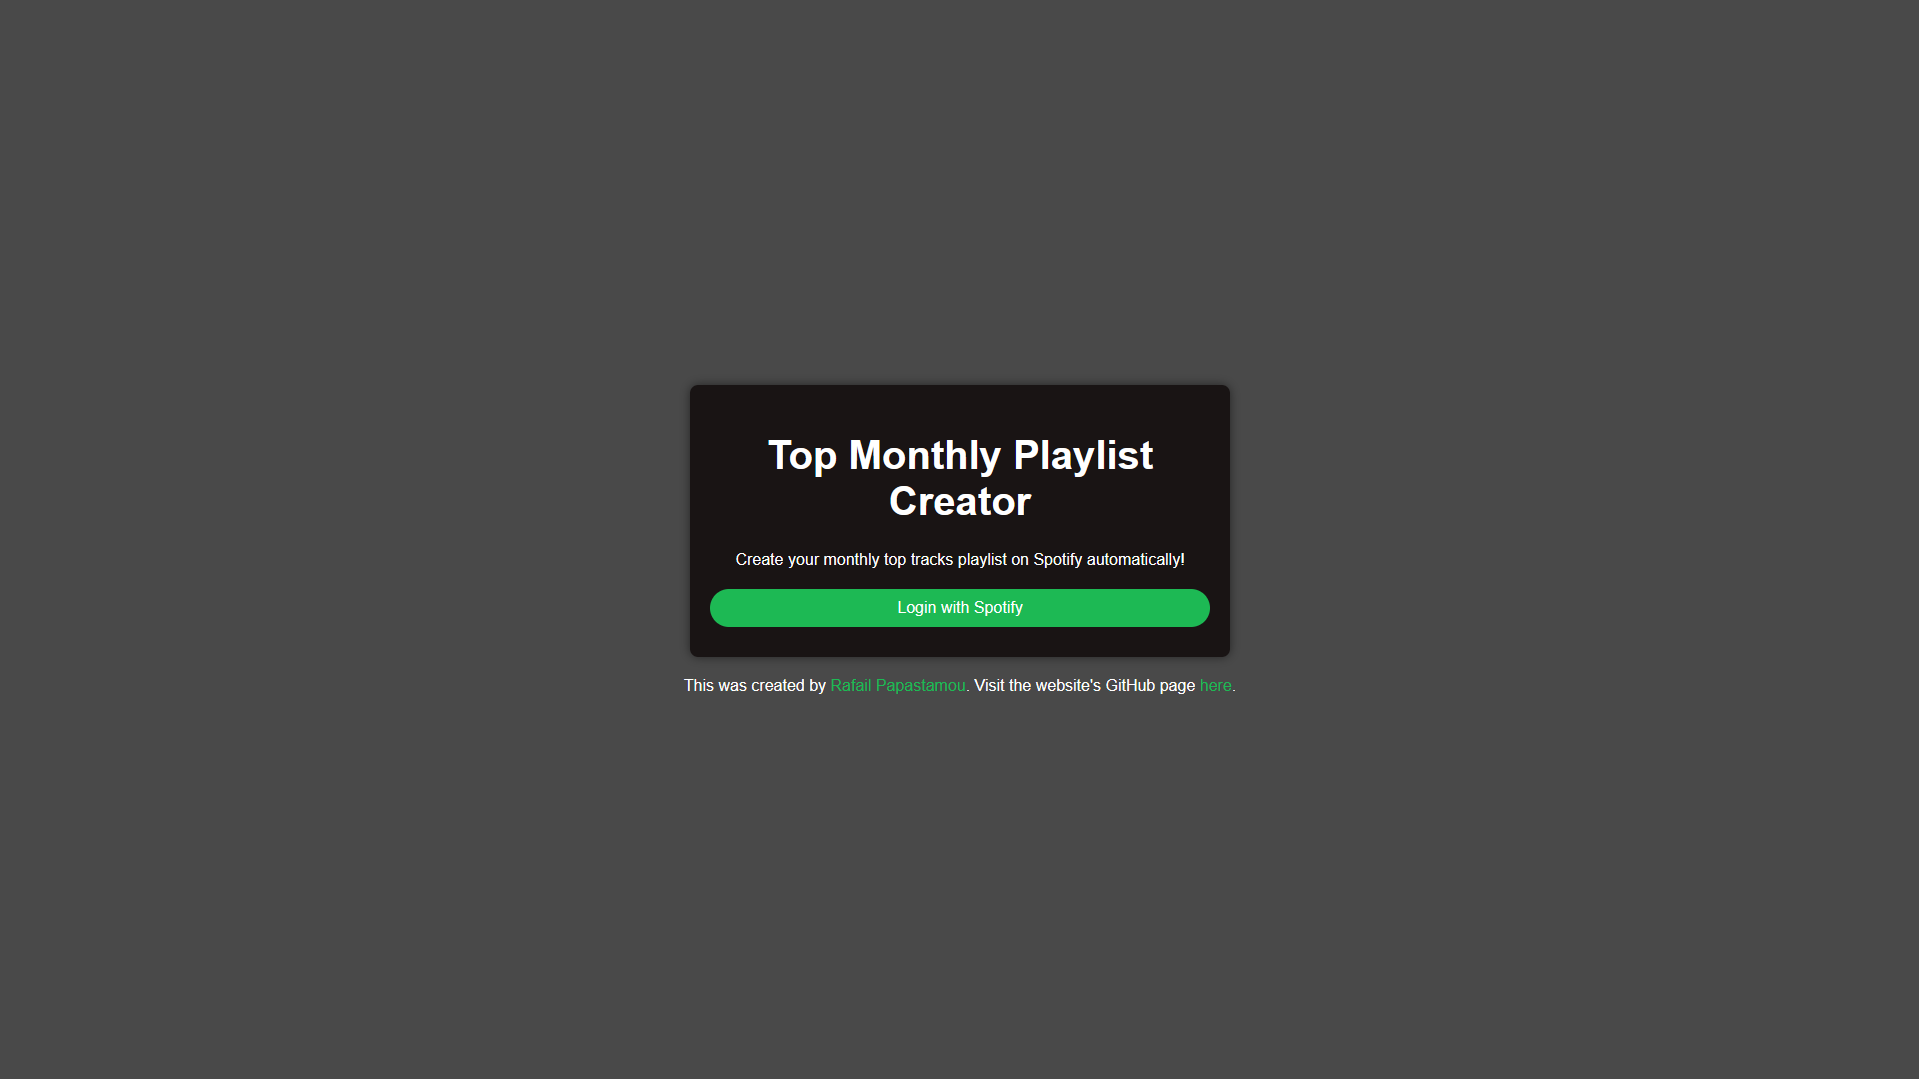 Top Monthly Playlist
Creator
Create your monthly top tracks playlist on Spotify automatically!
Login with Spotify
This was created by Rafail Papastamou. Visit the website's GitHub page here.